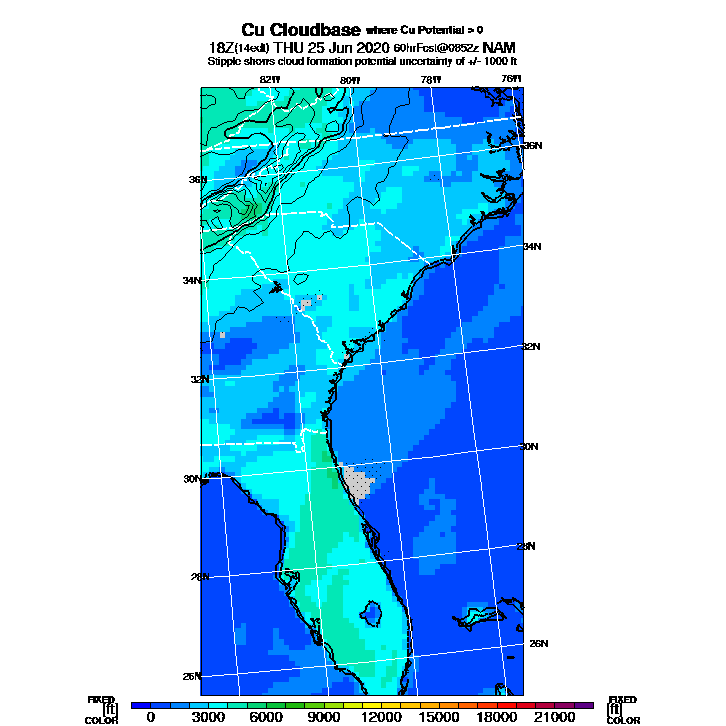 Cu Cloudbase where Cu Potential > 0
18Z(14edt) THU 25 Jun 2020 60hrFcst@0852z NAM
Stipple shows cloud formation potential uncertainty of +/- 1000 ft
82W 80W 78W 76W
36N 36N
34N 34N
32N 32N
30N 30N
28N 28N
26N 26N
FIXED FIXED
[ft] [ft]
COLOR 0 3000 6000 9000 12000 15000 18000 21000 COLOR